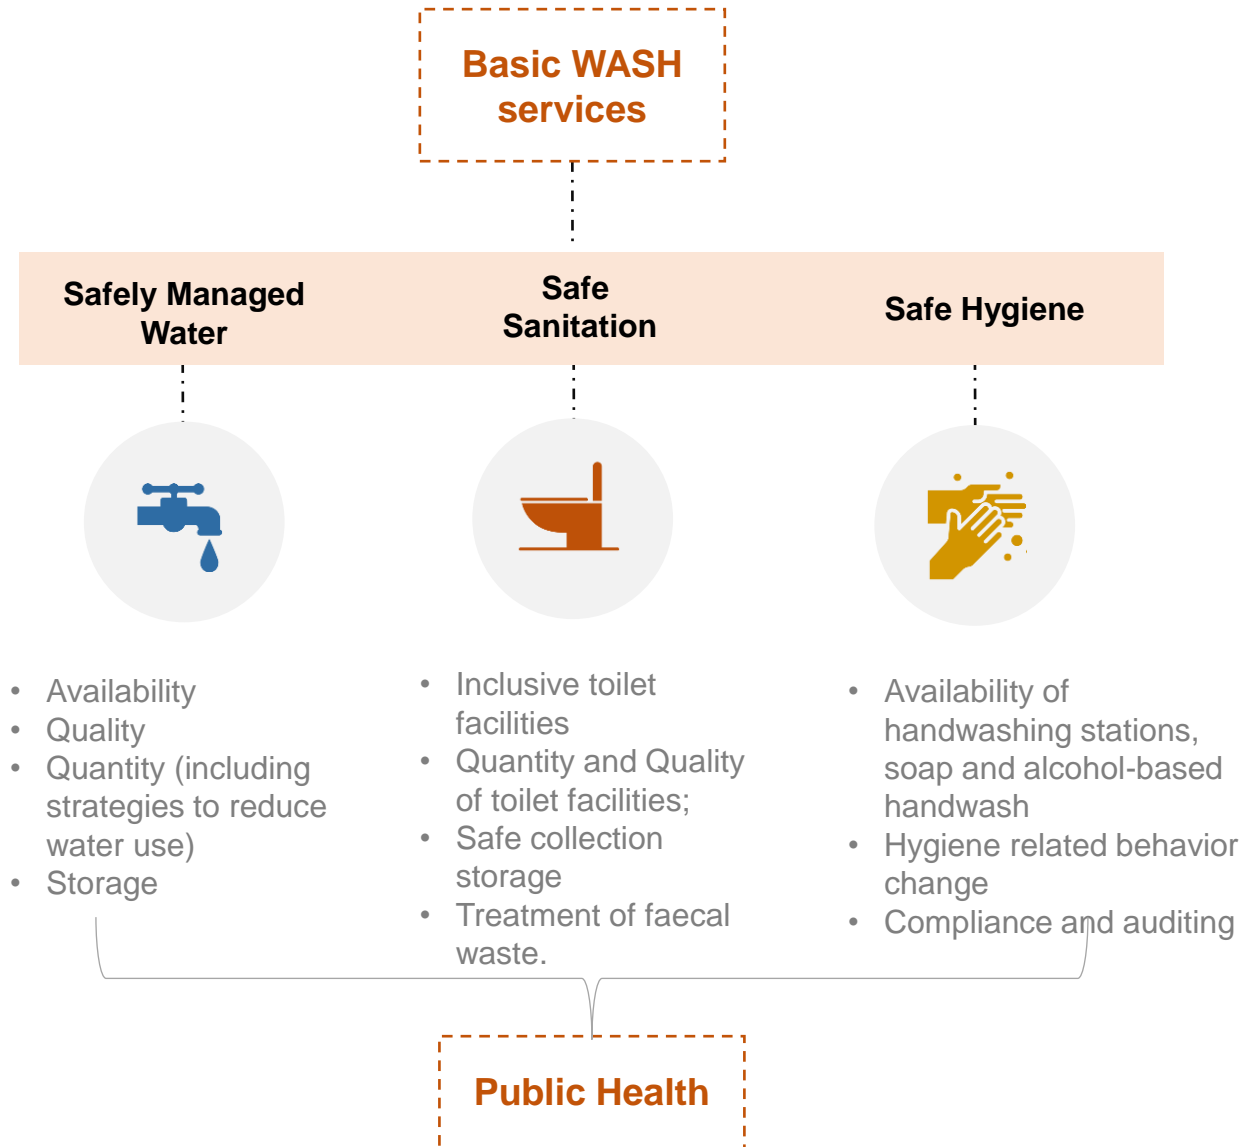 Basic WASH
services
Safely Managed
Water
Safe
Sanitation
Safe Hygiene
• Availability
• Quality
• Quantity (including
strategies to reduce
water use)
• Storage
• Inclusive toilet
facilities
• Quantity and Quality
of toilet facilities;
• Safe collection
storage
• Treatment of faecal
waste.
• Availability of
handwashing stations,
soap and alcohol-based
handwash
• Hygiene related behavior
change
• Compliance and auditing
Public Health